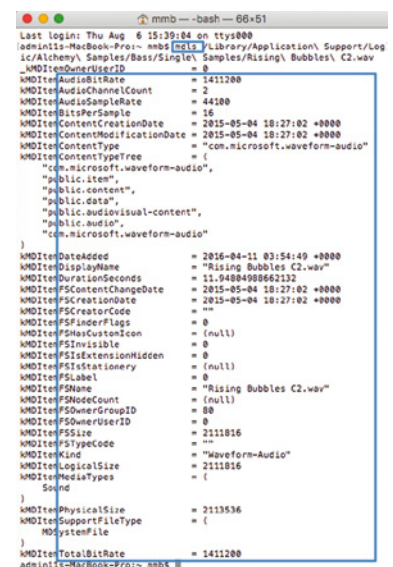 mmb — -bash — 66×51
Last login: Thu Aug  6 15:39:04 on ttys000
[admin11s-MacBook-Pro:~ mmb$ mdls /Library/Application\ Support/Log
ic/Alchemy\ Samples/Bass/Single\ Samples/Rising\ Bubbles\ C2.wav
_kMDItemOwnerUserID = 0
kMDItemAudioBitRate = 1411200
kMDItemAudioChannelCount = 2
kMDItemAudioSampleRate = 44100
kMDItemBitsPerSample = 16
kMDItemContentCreationDate = 2015-05-04 18:27:02 +0000
kMDItemContentModificationDate = 2015-05-04 18:27:02 +0000
kMDItemContentType = "com.microsoft.waveform-audio"
kMDItemContentTypeTree = (
"com.microsoft.waveform-audio",
"public.item",
"public.content",
"public.data",
"public.audiovisual-content",
"public.audio",
"com.microsoft.waveform-audio"
)
kMDItemDateAdded = 2016-04-11 03:54:49 +0000
kMDItemDisplayName = "Rising Bubbles C2.wav"
kMDItemDurationSeconds = 11.94804988662132
kMDItemFSContentChangeDate = 2015-05-04 18:27:02 +0000
kMDItemFSCreationDate = 2015-05-04 18:27:02 +0000
kMDItemFSCreatorCode = ""
kMDItemFSFinderFlags = 0
kMDItemFSHasCustomIcon = (null)
kMDItemFSInvisible = 0
kMDItemFSIsExtensionHidden = 0
kMDItemFSIsStationery = (null)
kMDItemFSLabel = 0
kMDItemFSName = "Rising Bubbles C2.wav"
kMDItemFSNodeCount = (null)
kMDItemFSOwnerGroupID = 80
kMDItemFSOwnerUserID = 0
kMDItemFSSize = 2111816
kMDItemFSTypeCode = ""
kMDItemKind = "Waveform-Audio"
kMDItemLogicalSize = 2111816
kMDItemMediaTypes = (
Sound
)
kMDItemPhysicalSize = 2113536
kMDItemSupportFileType = (
MDSystemFile
)
kMDItemTotalBitRate = 1411200
admin11s-MacBook-Pro:~ mmb$